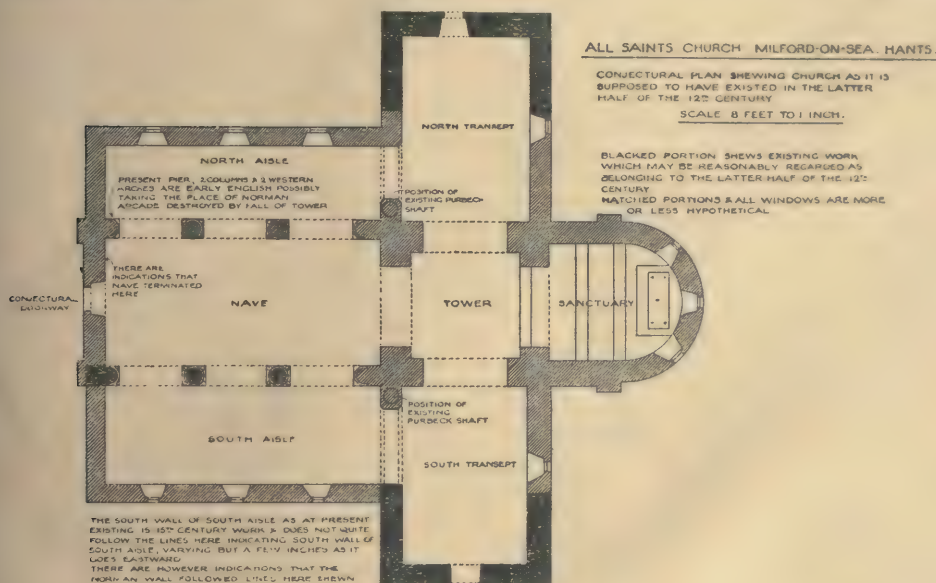 ALL SAINTS CHURCH MILFORD-ON-SEA. HANTS.
CONJECTURAL PLAN SHEWING CHURCH AS IT IS
SUPPOSED TO HAVE EXISTED IN THE LATTER
HALF OF THE 12TH CENTURY
SCALE 8 FEET TO 1 INCH.
BLACKED PORTION SHEWS EXISTING WORK
WHICH MAY BE REASONABLY REGARDED AS
BELONGING TO THE LATTER HALF OF THE 12TH
CENTURY
HATCHED PORTIONS & ALL WINDOWS ARE MORE
OR LESS HYPOTHETICAL
NORTH TRANSEPT
NORTH AISLE
PRESENT PIER, 2 COLUMNS & 2 WESTERN
ARCHES ARE EARLY ENGLISH POSSIBLY
TAKING THE PLACE OF NORMAN
ARCADE DESTROYED BY FALL OF TOWER
POSITION OF
EXISTING PURBECK
SHAFT
THERE ARE
INDICATIONS THAT
NAVE TERMINATED
HERE
CONJECTURAL
DOORWAY
NAVE
TOWER
SANCTUARY
POSITION OF
EXISTING
PURBECK SHAFT
SOUTH AISLE
SOUTH TRANSEPT
THE SOUTH WALL OF SOUTH AISLE AS AT PRESENT
EXISTING IS 15TH CENTURY WORK & DOES NOT QUITE
FOLLOW THE LINES HERE INDICATING SOUTH WALL OF
SOUTH AISLE, VARYING BUT A FEW INCHES AS IT
GOES EASTWARD
THERE ARE HOWEVER INDICATIONS THAT THE
NORMAN WALL FOLLOWED LINES HERE SHEWN